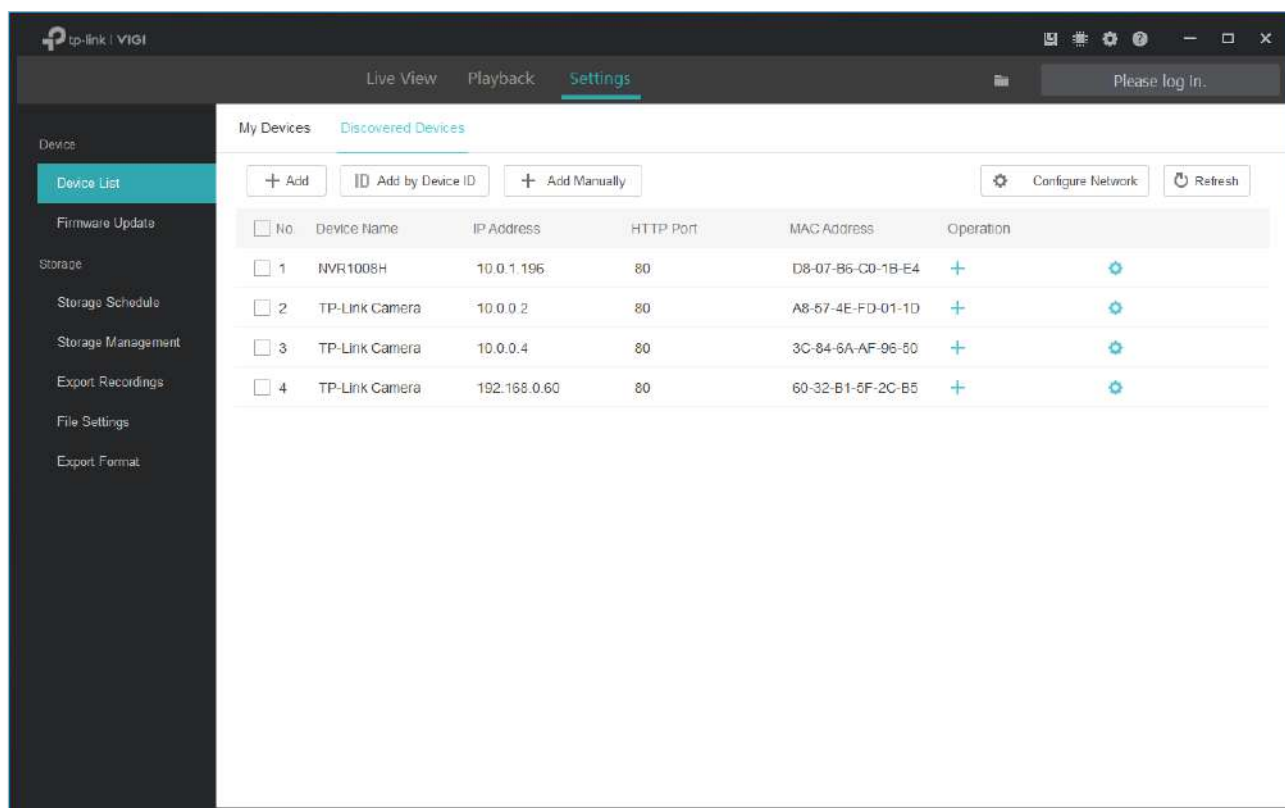 tp-link | VIGI
Live View Playback Settings Please log in.
My Devices Discovered Devices
Device
Device List
Firmware Update
Storage
Storage Schedule
Storage Management
Export Recordings
File Settings
Export Format
+ Add ID Add by Device ID + Add Manually Configure Network Refresh
No. Device Name IP Address HTTP Port MAC Address Operation
1 NVR1008H 10.0.1.196 80 D8-07-B6-C0-1B-E4 +
2 TP-Link Camera 10.0.0.2 80 A8-57-4E-FD-01-1D +
3 TP-Link Camera 10.0.0.4 80 3C-84-6A-AF-96-50 +
4 TP-Link Camera 192.168.0.60 80 60-32-B1-5F-2C-B5 +